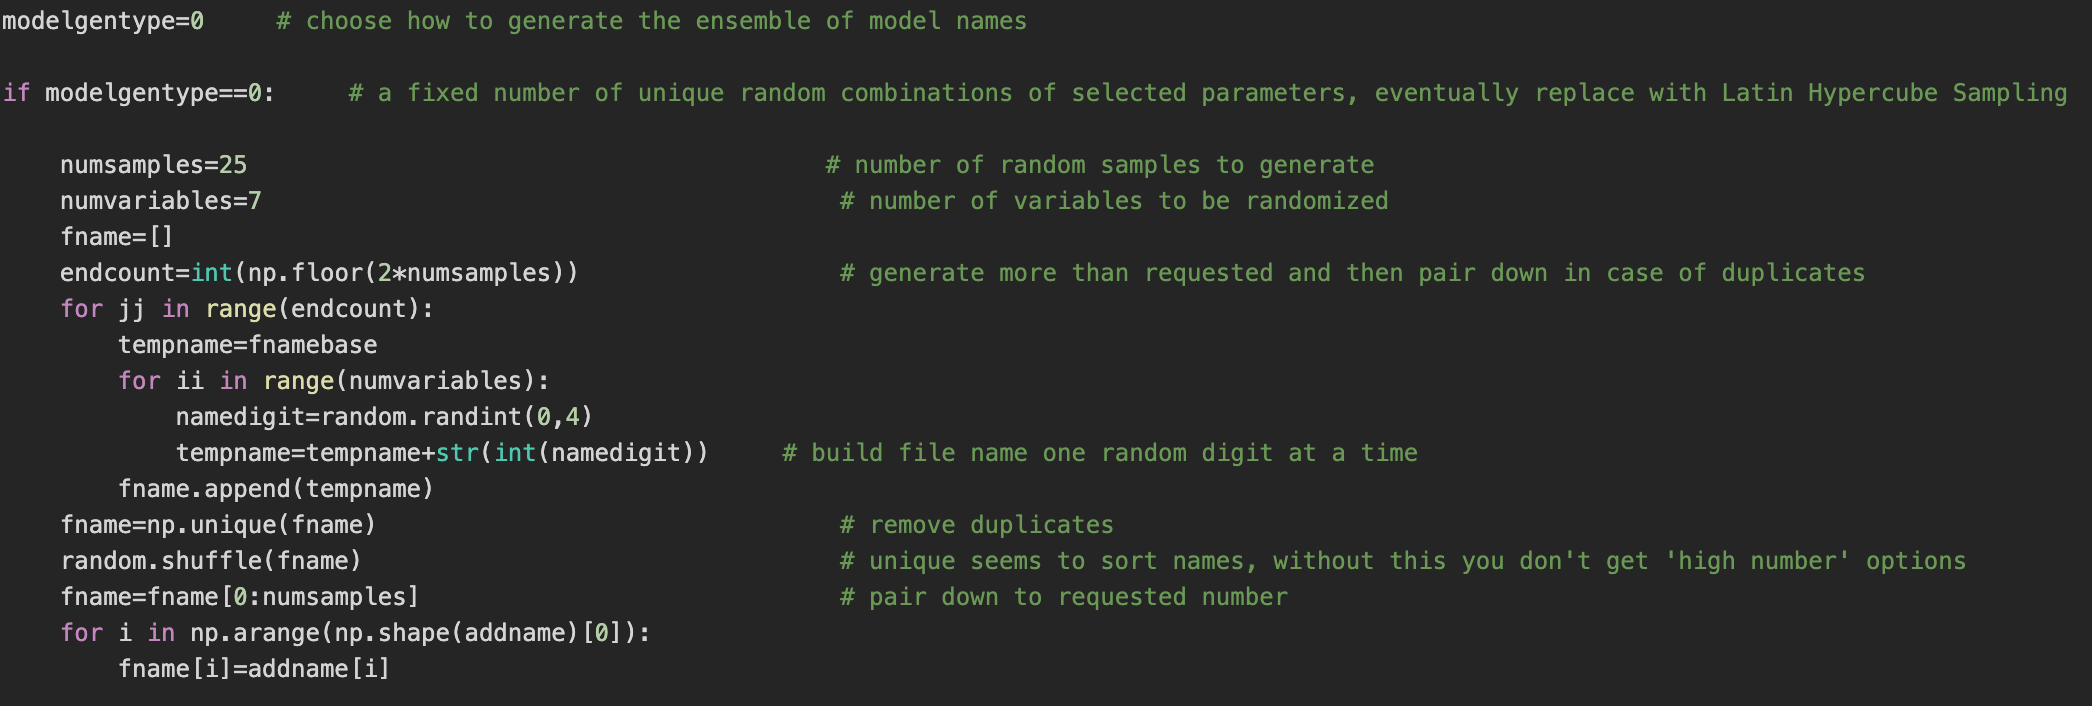 modelgentype=0     # choose how to generate the ensemble of model names
if modelgentype==0:     # a fixed number of unique random combinations of selected parameters, eventually replace with Latin Hypercube Sampling
    numsamples=25                                        # number of random samples to generate
    numvariables=7                                        # number of variables to be randomized
    fname=[]
    endcount=int(np.floor(2*numsamples))                  # generate more than requested and then pair down in case of duplicates
    for jj in range(endcount):
        tempname=fnamebase
        for ii in range(numvariables):
            namedigit=random.randint(0,4)
            tempname=tempname+str(int(namedigit))     # build file name one random digit at a time
        fname.append(tempname)
    fname=np.unique(fname)                                # remove duplicates
    random.shuffle(fname)                                 # unique seems to sort names, without this you don't get 'high number' options
    fname=fname[0:numsamples]                             # pair down to requested number
    for i in np.arange(np.shape(addname)[0]):
        fname[i]=addname[i]